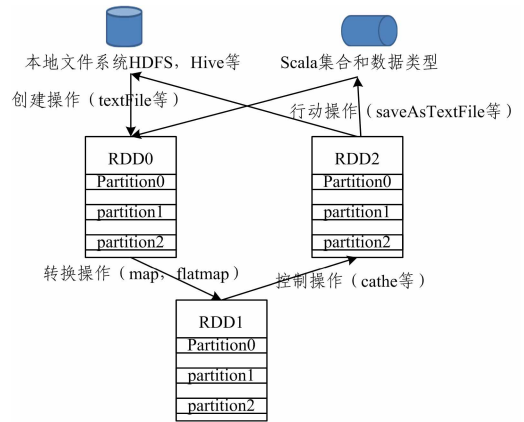 本地文件系统HDFS，Hive等
Scala集合和数据类型
创建操作（textFile等）
行动操作（saveAsTextFile等）
RDD0
Partition0
partition1
partition2
RDD2
Partition0
partition1
partition2
转换操作（map，flatmap）
控制操作（cathe等）
RDD1
Partition0
partition1
partition2